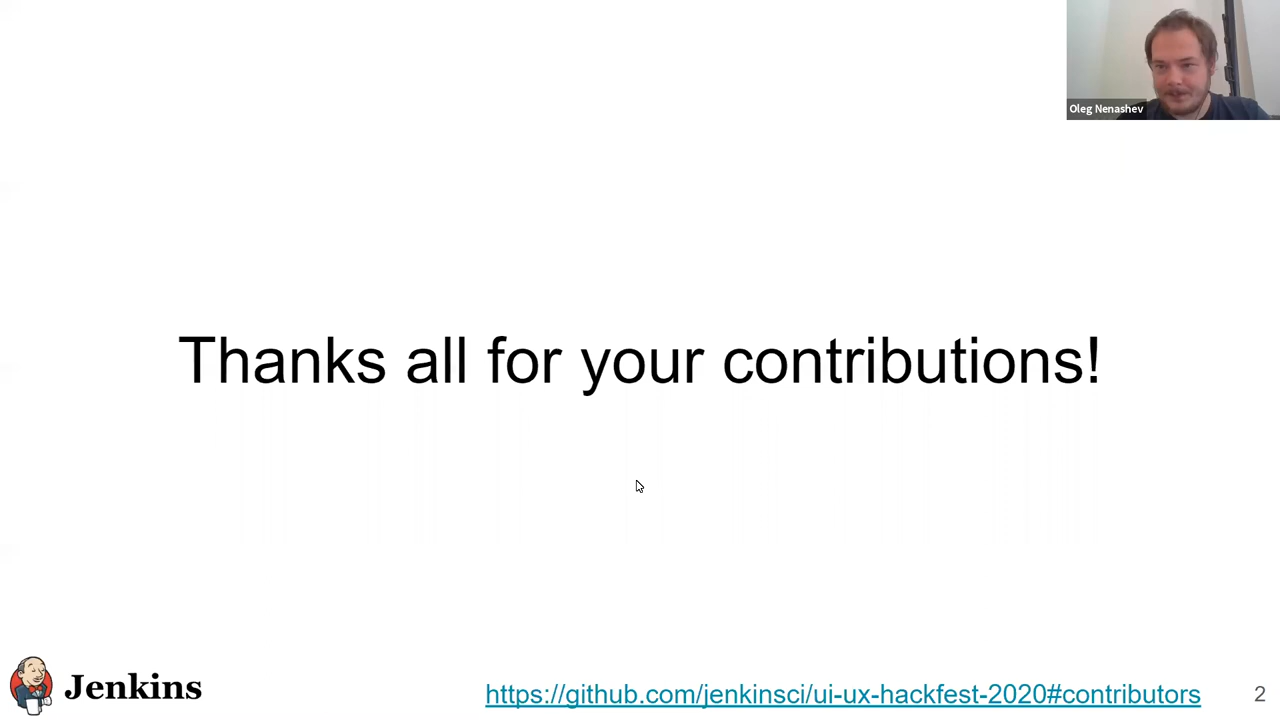 Oleg Nenashev
Thanks all for your contributions!
Jenkins
https://github.com/jenkinsci/ui-ux-hackfest-2020#contributors
2